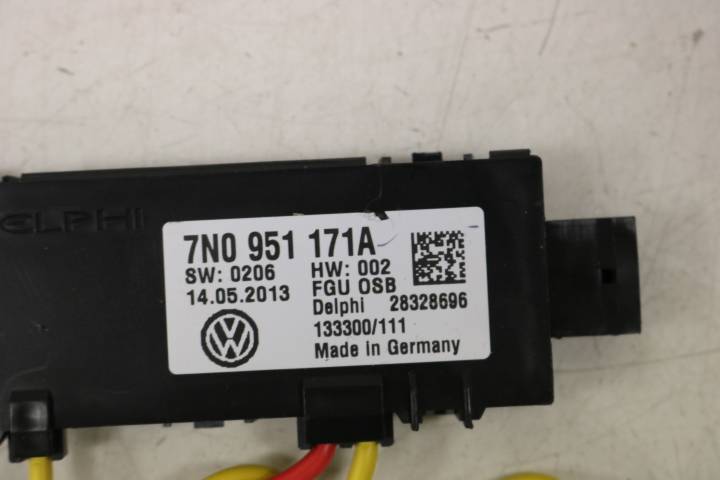 ELPHI
7N0 951 171A
SW: 0206 HW: 002
14.05.2013 FGU OSB
Delphi 28328696
133300/111
Made in Germany